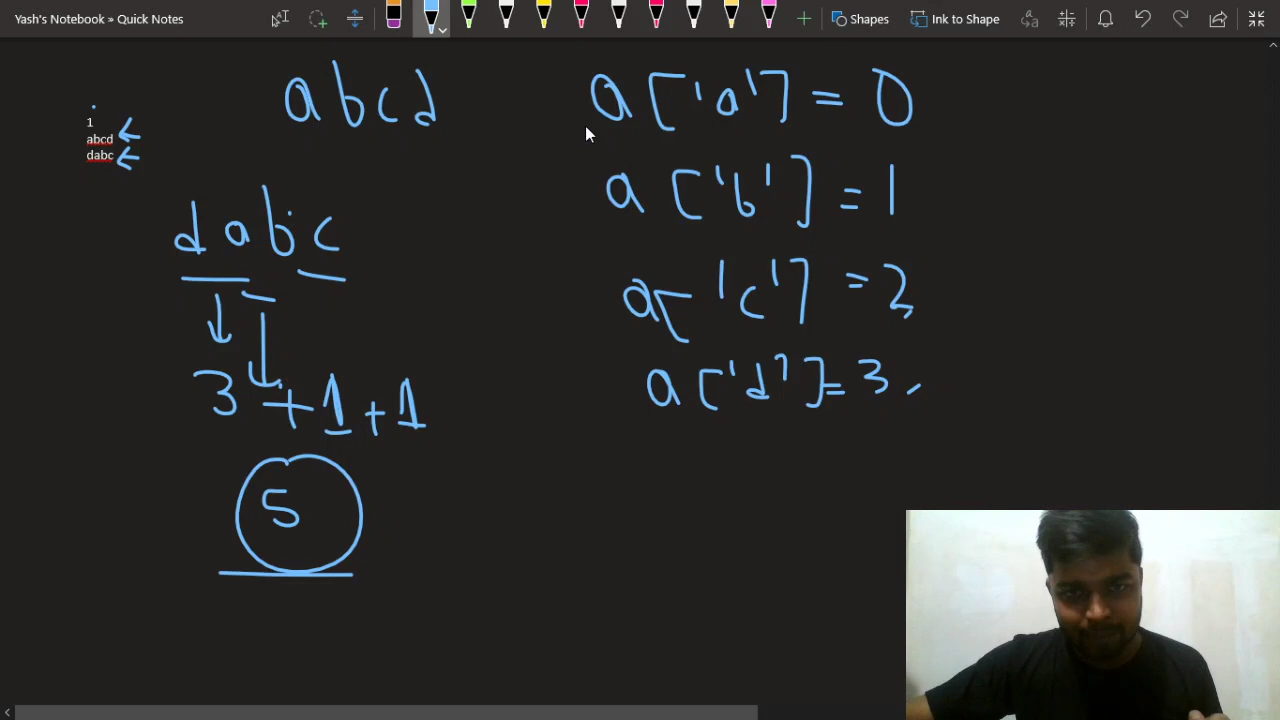 Yash's Notebook » Quick Notes
Shapes
Ink to Shape
1
abcd
dabc
abcd
dabc
3 + 1 + 1
5
a['a'] = 0
a['b'] = 1
a['c'] = 2
a['d'] = 3